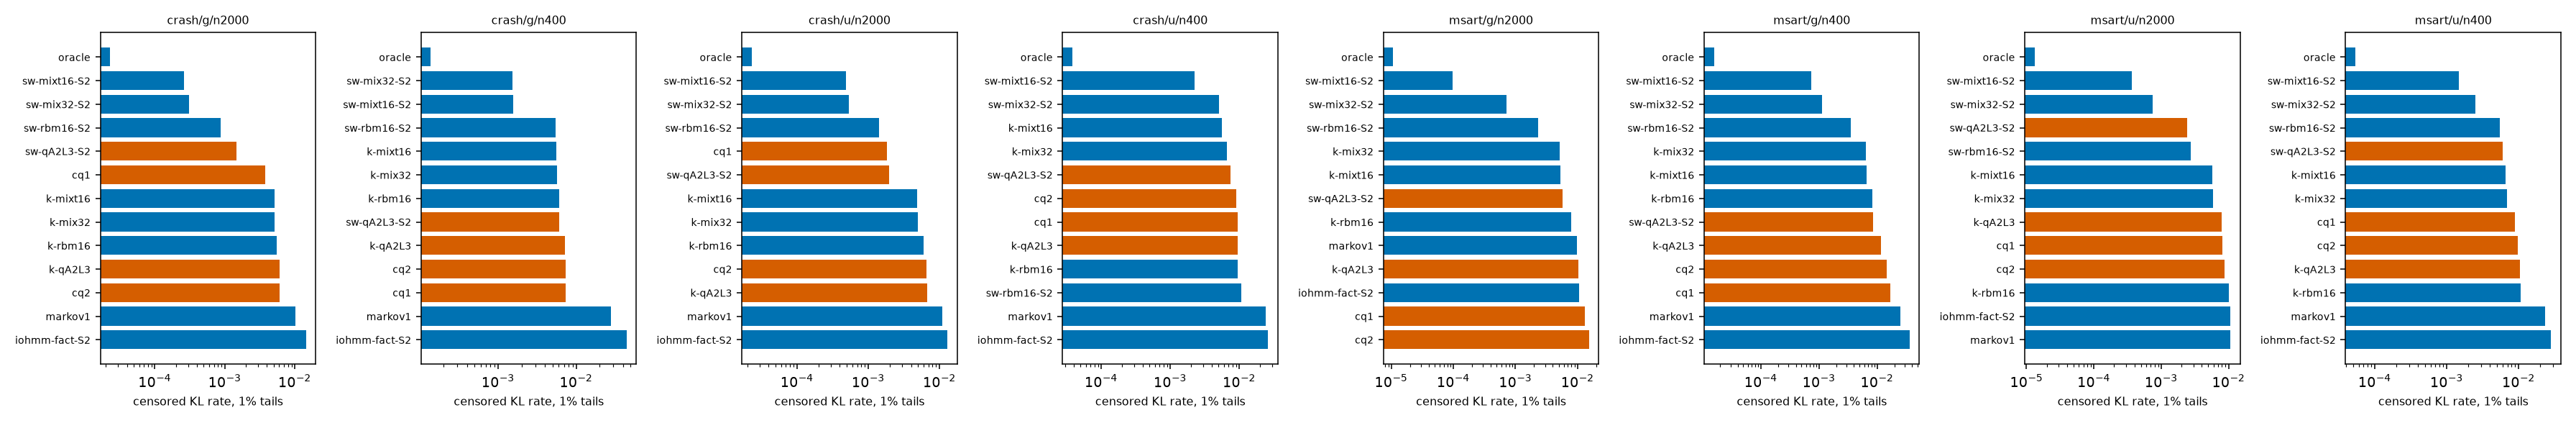 crash/g/n2000
oracle
sw-mixt16-S2
sw-mix32-S2
sw-rbm16-S2
sw-qA2L3-S2
cq1
k-mixt16
k-mix32
k-rbm16
k-qA2L3
cq2
markov1
iohmm-fact-S2
10⁻⁴ 10⁻³ 10⁻²
censored KL rate, 1% tails
crash/g/n400
oracle
sw-mix32-S2
sw-mixt16-S2
sw-rbm16-S2
k-mixt16
k-mix32
k-rbm16
sw-qA2L3-S2
k-qA2L3
cq2
cq1
markov1
iohmm-fact-S2
10⁻³ 10⁻²
censored KL rate, 1% tails
crash/u/n2000
oracle
sw-mixt16-S2
sw-mix32-S2
sw-rbm16-S2
cq1
sw-qA2L3-S2
k-mixt16
k-mix32
k-rbm16
cq2
k-qA2L3
markov1
iohmm-fact-S2
10⁻⁴ 10⁻³ 10⁻²
censored KL rate, 1% tails
crash/u/n400
oracle
sw-mixt16-S2
sw-mix32-S2
k-mixt16
k-mix32
sw-qA2L3-S2
cq2
cq1
k-qA2L3
k-rbm16
sw-rbm16-S2
markov1
iohmm-fact-S2
10⁻⁴ 10⁻³ 10⁻²
censored KL rate, 1% tails
msart/g/n2000
oracle
sw-mixt16-S2
sw-mix32-S2
sw-rbm16-S2
k-mix32
k-mixt16
sw-qA2L3-S2
k-rbm16
markov1
k-qA2L3
iohmm-fact-S2
cq1
cq2
10⁻⁵ 10⁻⁴ 10⁻³ 10⁻²
censored KL rate, 1% tails
msart/g/n400
oracle
sw-mixt16-S2
sw-mix32-S2
sw-rbm16-S2
k-mix32
k-mixt16
k-rbm16
sw-qA2L3-S2
k-qA2L3
cq2
cq1
markov1
iohmm-fact-S2
10⁻⁴ 10⁻³ 10⁻²
censored KL rate, 1% tails
msart/u/n2000
oracle
sw-mixt16-S2
sw-mix32-S2
sw-qA2L3-S2
sw-rbm16-S2
k-mixt16
k-mix32
k-qA2L3
cq1
cq2
k-rbm16
iohmm-fact-S2
markov1
10⁻⁵ 10⁻⁴ 10⁻³ 10⁻²
censored KL rate, 1% tails
msart/u/n400
oracle
sw-mixt16-S2
sw-mix32-S2
sw-rbm16-S2
sw-qA2L3-S2
k-mixt16
k-mix32
cq1
cq2
k-qA2L3
k-rbm16
markov1
iohmm-fact-S2
10⁻⁴ 10⁻³ 10⁻²
censored KL rate, 1% tails